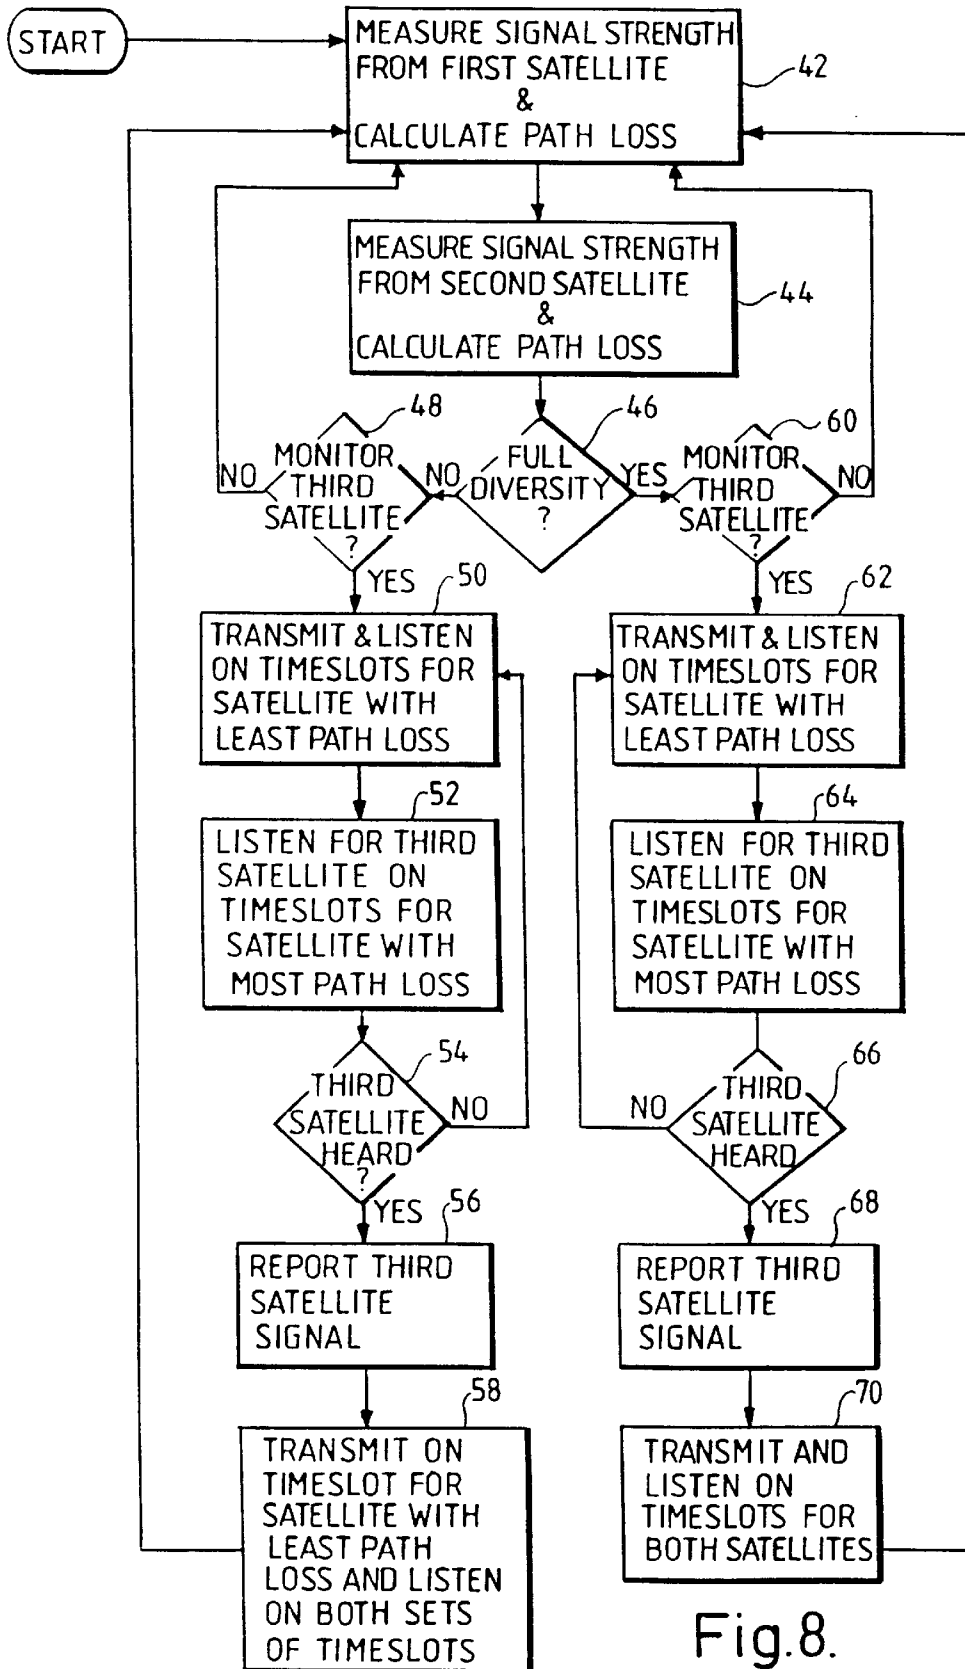 START
MEASURE SIGNAL STRENGTH
FROM FIRST SATELLITE
&
CALCULATE PATH LOSS
42
MEASURE SIGNAL STRENGTH
FROM SECOND SATELLITE
&
CALCULATE PATH LOSS
44
48
MONITOR
THIRD
SATELLITE
?
NO
YES
46
FULL
DIVERSITY
?
NO
YES
60
MONITOR
THIRD
SATELLITE
?
NO
YES
50
TRANSMIT & LISTEN
ON TIMESLOTS FOR
SATELLITE WITH
LEAST PATH LOSS
62
TRANSMIT & LISTEN
ON TIMESLOTS FOR
SATELLITE WITH
LEAST PATH LOSS
52
LISTEN FOR THIRD
SATELLITE ON
TIMESLOTS FOR
SATELLITE WITH
MOST PATH LOSS
64
LISTEN FOR THIRD
SATELLITE ON
TIMESLOTS FOR
SATELLITE WITH
MOST PATH LOSS
54
THIRD
SATELLITE
HEARD
?
NO
YES
66
THIRD
SATELLITE
HEARD
NO
YES
56
REPORT THIRD
SATELLITE
SIGNAL
68
REPORT THIRD
SATELLITE
SIGNAL
58
TRANSMIT ON
TIMESLOT FOR
SATELLITE WITH
LEAST PATH
LOSS AND LISTEN
ON BOTH SETS
OF TIMESLOTS
70
TRANSMIT AND
LISTEN ON
TIMESLOTS FOR
BOTH SATELLITES
Fig.8.